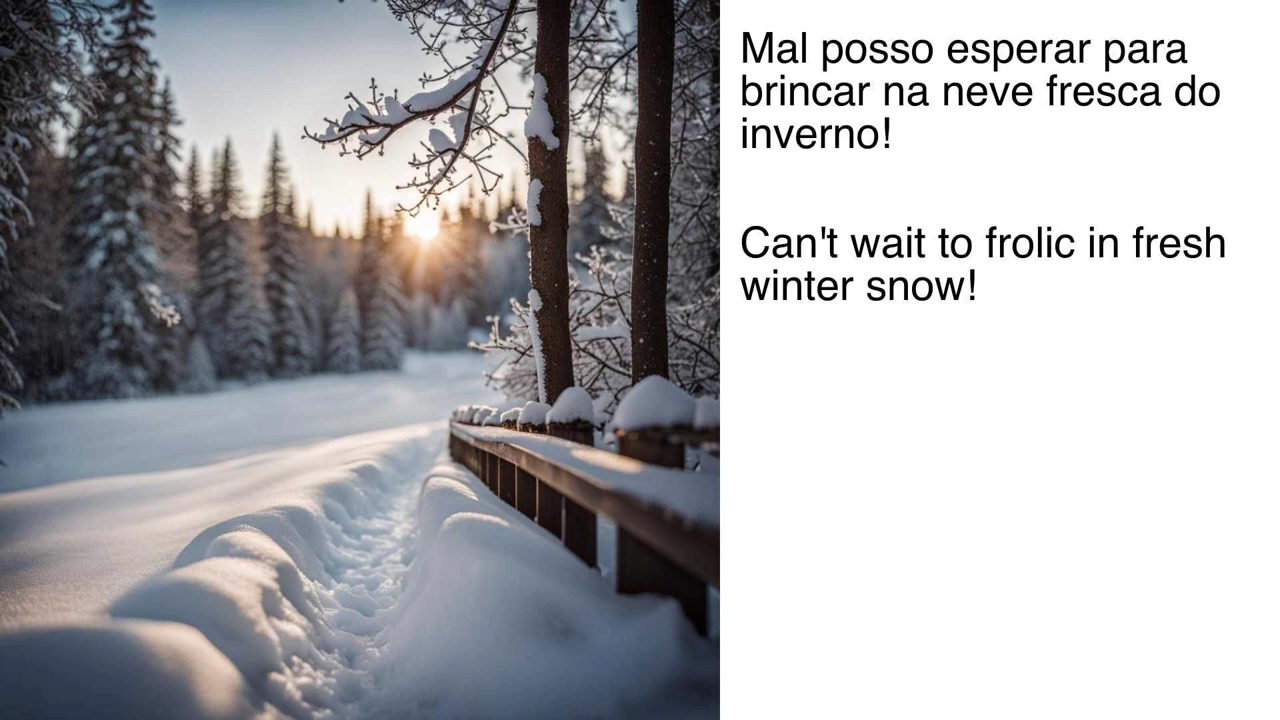 Mal posso esperar para
brincar na neve fresca do
inverno!
Can't wait to frolic in fresh
winter snow!